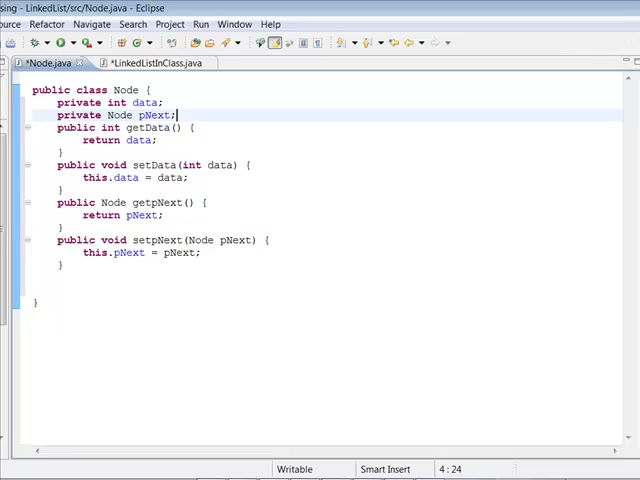 sing - LinkedList/src/Node.java - Eclipse
ource Refactor Navigate Search Project Run Window Help
*Node.java
*LinkedListInClass.java
public class Node {
private int data;
private Node pNext;
public int getData() {
return data;
}
public void setData(int data) {
this.data = data;
}
public Node getpNext() {
return pNext;
}
public void setpNext(Node pNext) {
this.pNext = pNext;
}
}
Writable Smart Insert 4 : 24